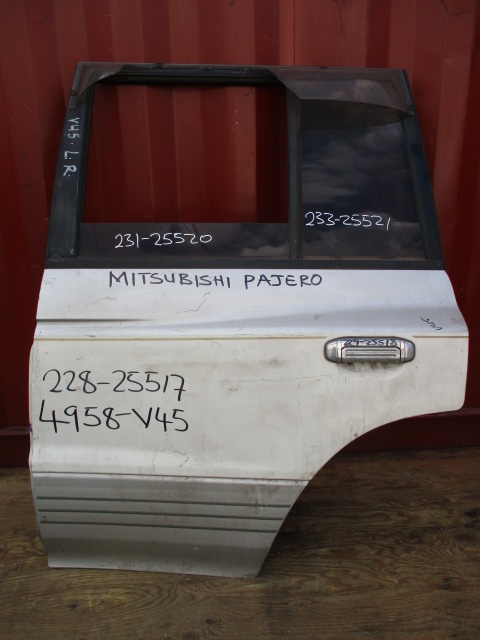 V45 . L.R.
231-25520
233-25521
MITSUBISHI PAJERO
228-25517
4958-V45